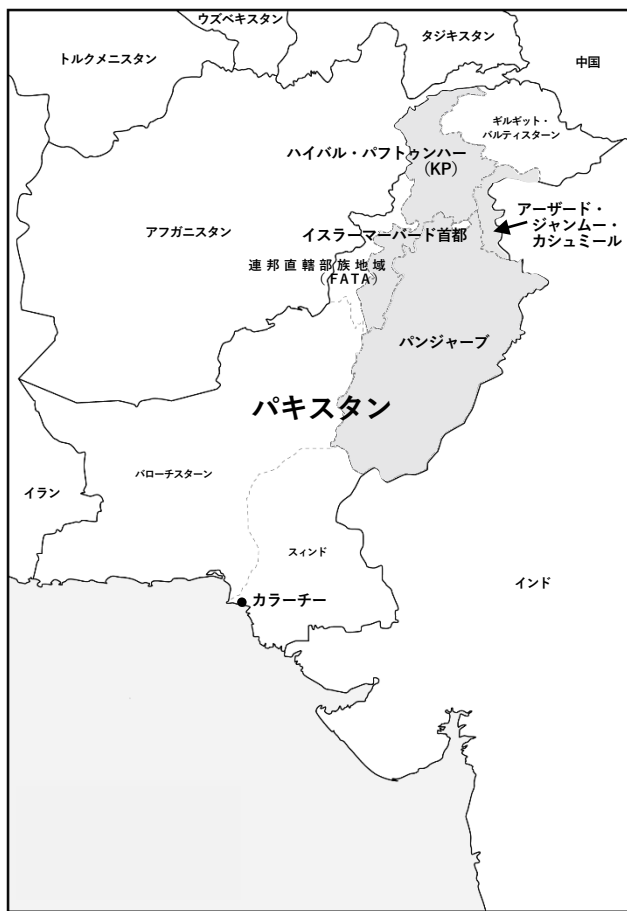 ウズベキスタン
タジキスタン
トルクメニスタン
中国
ギルギット・
バルティスターン
ハイバル・パフトゥンハー
（KP）
アーザード・
ジャンムー・
カシュミール
アフガニスタン
イスラーマーバード首都
連邦直轄部族地域
（FATA）
パンジャーブ
パキスタン
バローチスターン
イラン
スィンド
インド
カラーチー